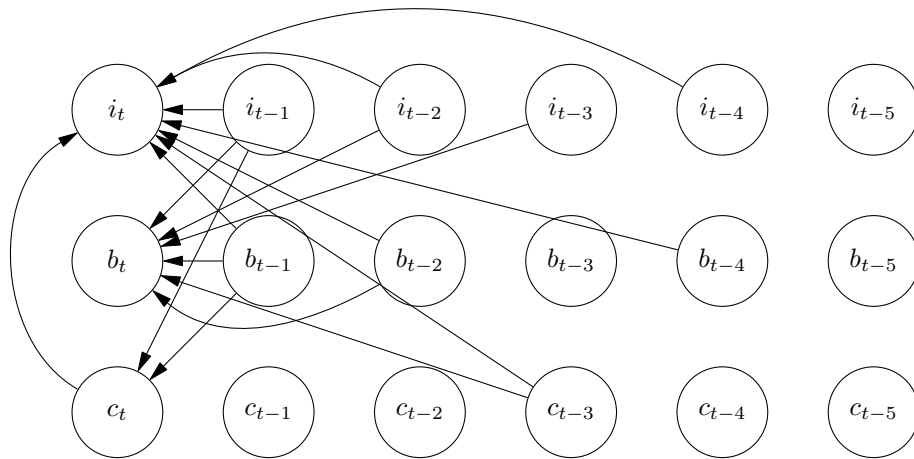 i_t i_{t−1} i_{t−2} i_{t−3} i_{t−4} i_{t−5}
b_t b_{t−1} b_{t−2} b_{t−3} b_{t−4} b_{t−5}
c_t c_{t−1} c_{t−2} c_{t−3} c_{t−4} c_{t−5}